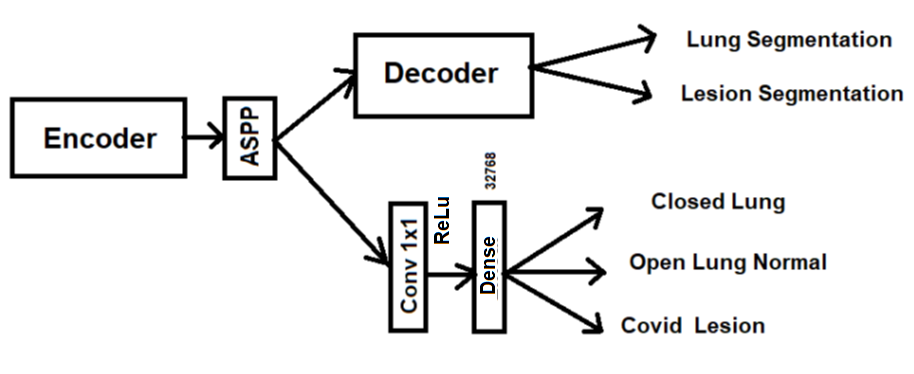 Encoder
ASPP
Decoder
Lung Segmentation
Lesion Segmentation
Conv 1x1
ReLu
Dense
32768
Closed Lung
Open Lung Normal
Covid Lesion